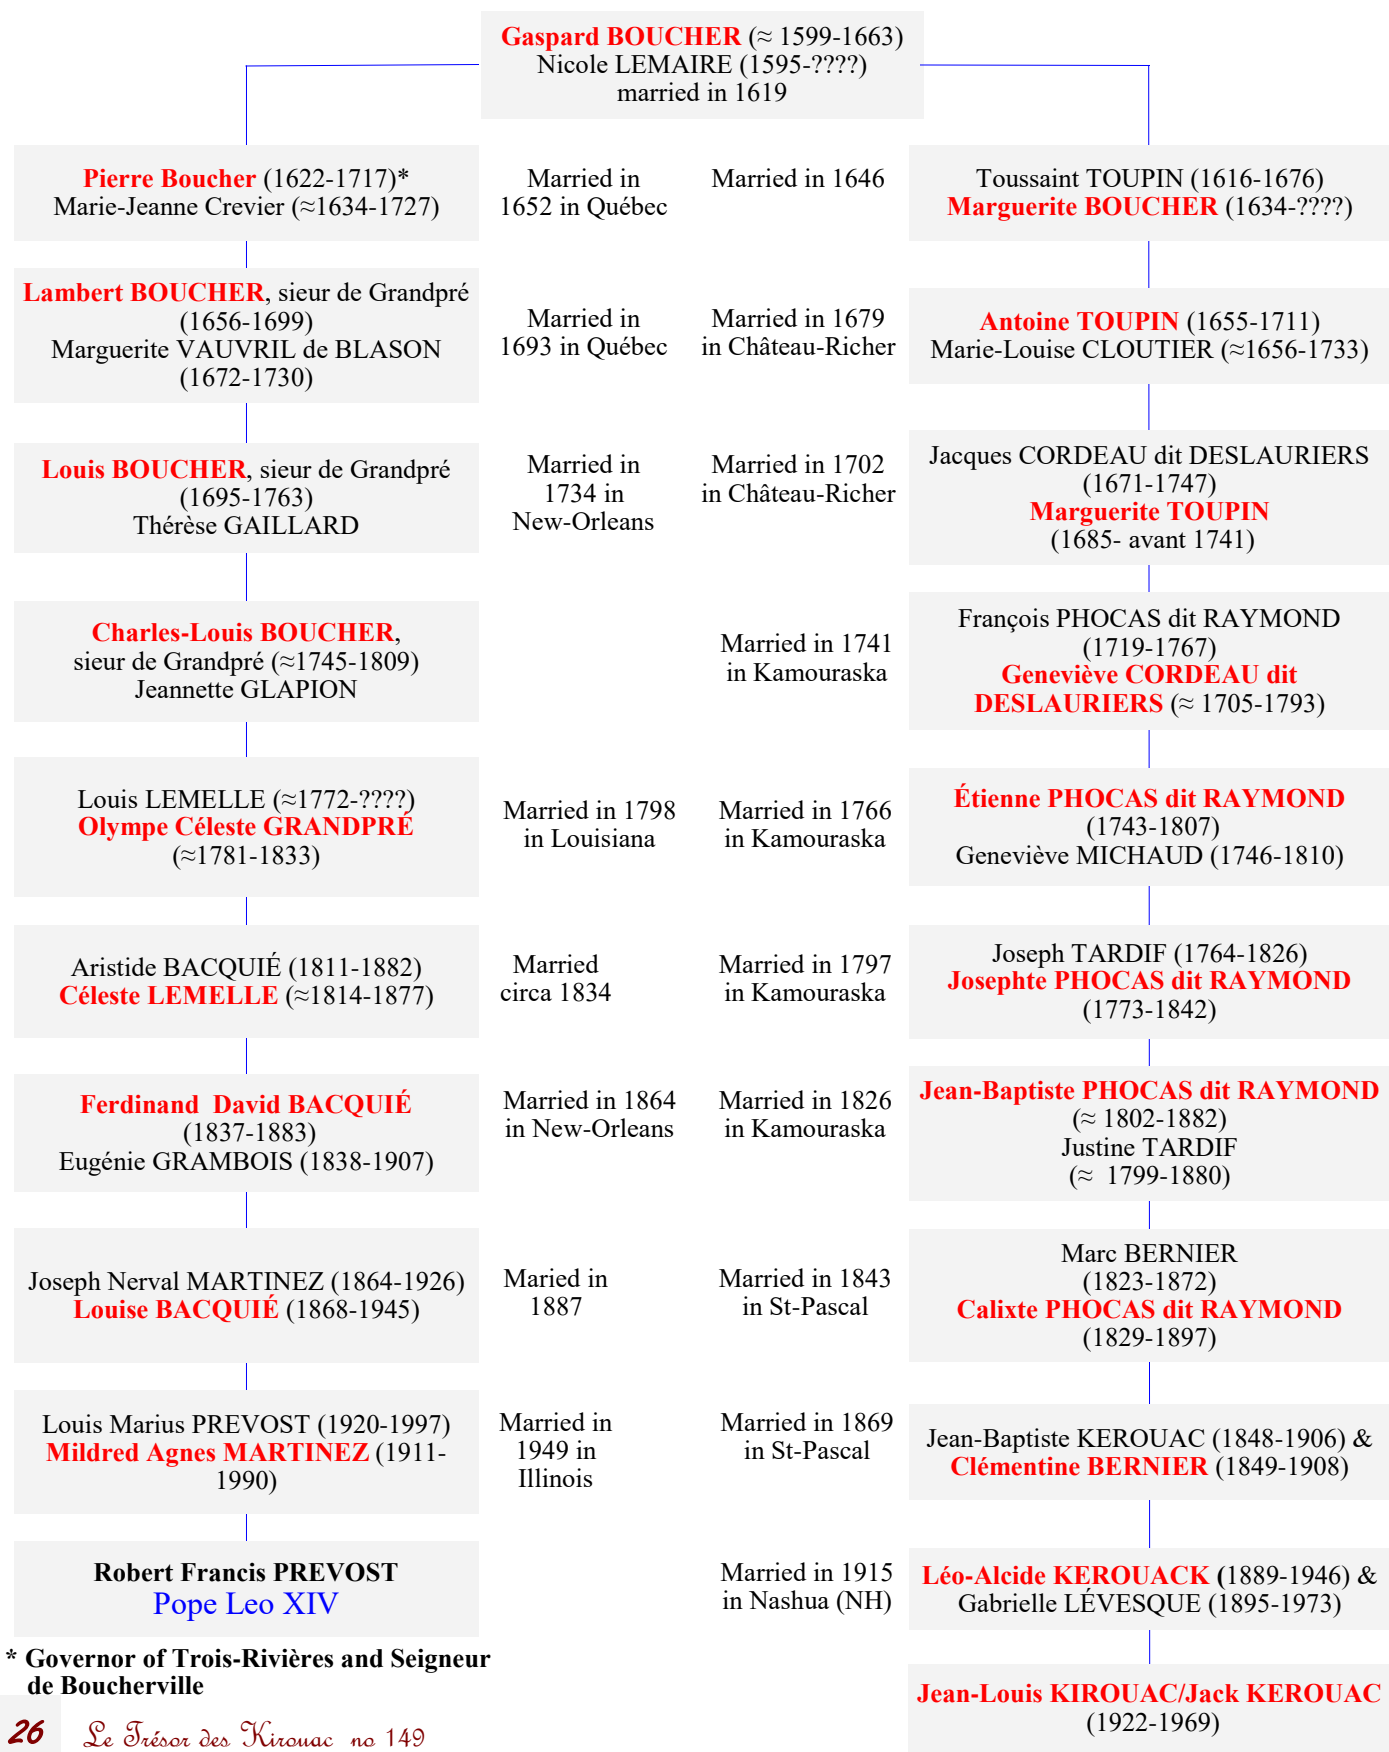 Gaspard BOUCHER (≈ 1599-1663)
Nicole LEMAIRE (1595-????)
married in 1619
Pierre Boucher (1622-1717)*
Marie-Jeanne Crevier (≈1634-1727)
Married in
1652 in Québec
Married in 1646
Toussaint TOUPIN (1616-1676)
Marguerite BOUCHER (1634-????)
Lambert BOUCHER, sieur de Grandpré
(1656-1699)
Marguerite VAUVRIL de BLASON
(1672-1730)
Married in
1693 in Québec
Married in 1679
in Château-Richer
Antoine TOUPIN (1655-1711)
Marie-Louise CLOUTIER (≈1656-1733)
Louis BOUCHER, sieur de Grandpré
(1695-1763)
Thérèse GAILLARD
Married in
1734 in
New-Orleans
Married in 1702
in Château-Richer
Jacques CORDEAU dit DESLAURIERS
(1671-1747)
Marguerite TOUPIN
(1685- avant 1741)
Charles-Louis BOUCHER,
sieur de Grandpré (≈1745-1809)
Jeannette GLAPION
Married in 1741
in Kamouraska
François PHOCAS dit RAYMOND
(1719-1767)
Geneviève CORDEAU dit
DESLAURIERS (≈ 1705-1793)
Louis LEMELLE (≈1772-????)
Olympe Céleste GRANDPRÉ
(≈1781-1833)
Married in 1798
in Louisiana
Married in 1766
in Kamouraska
Étienne PHOCAS dit RAYMOND
(1743-1807)
Geneviève MICHAUD (1746-1810)
Aristide BACQUIÉ (1811-1882)
Céleste LEMELLE (≈1814-1877)
Married
circa 1834
Married in 1797
in Kamouraska
Joseph TARDIF (1764-1826)
Josephte PHOCAS dit RAYMOND
(1773-1842)
Ferdinand  David BACQUIÉ
(1837-1883)
Eugénie GRAMBOIS (1838-1907)
Married in 1864
in New-Orleans
Married in 1826
in Kamouraska
Jean-Baptiste PHOCAS dit RAYMOND
(≈ 1802-1882)
Justine TARDIF
(≈  1799-1880)
Joseph Nerval MARTINEZ (1864-1926)
Louise BACQUIÉ (1868-1945)
Maried in
1887
Married in 1843
in St-Pascal
Marc BERNIER
(1823-1872)
Calixte PHOCAS dit RAYMOND
(1829-1897)
Louis Marius PREVOST (1920-1997)
Mildred Agnes MARTINEZ (1911-
1990)
Married in
1949 in
Illinois
Married in 1869
in St-Pascal
Jean-Baptiste KEROUAC (1848-1906) &
Clémentine BERNIER (1849-1908)
Robert Francis PREVOST
Pope Leo XIV
Married in 1915
in Nashua (NH)
Léo-Alcide KEROUACK (1889-1946) &
Gabrielle LÉVESQUE (1895-1973)
* Governor of Trois-Rivières and Seigneur
de Boucherville
Jean-Louis KIROUAC/Jack KEROUAC
(1922-1969)
26 Le Trésor des Kirouac no 149